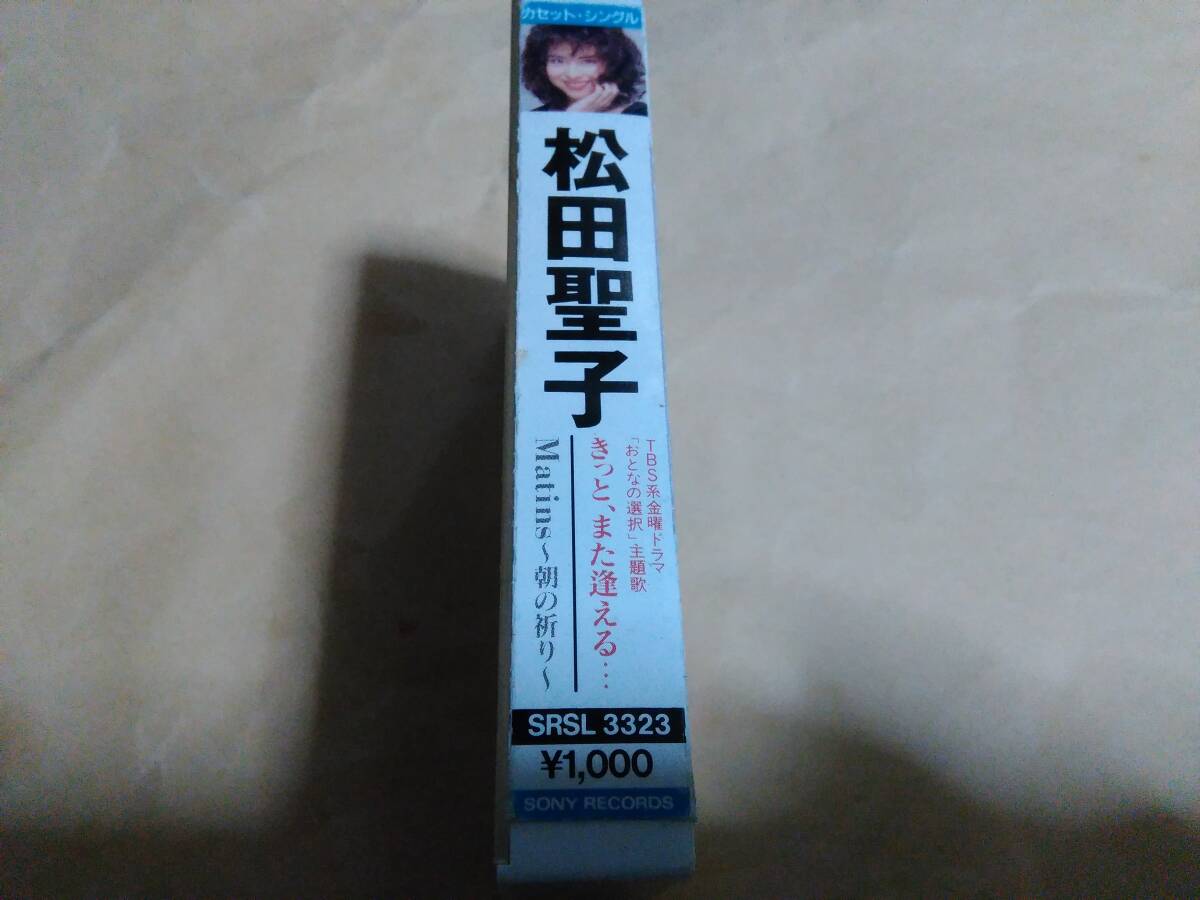 カセット・シングル
松田聖子
TBS系金曜ドラマ
「おとなの選択」主題歌
きっと、また逢える…
Matins〜朝の祈り〜
SRSL 3323
¥1,000
SONY RECORDS